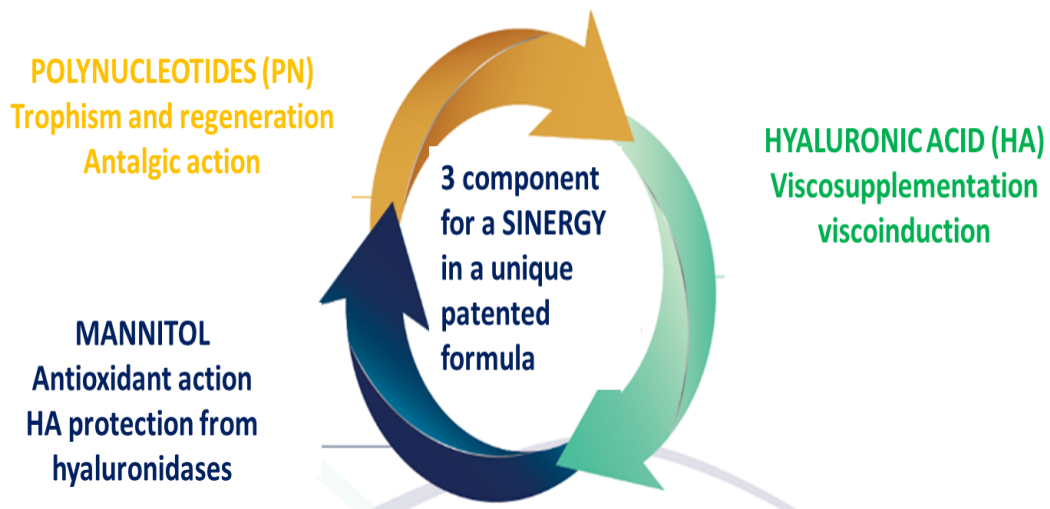 POLYNUCLEOTIDES (PN)
Trophism and regeneration
Antalgic action
3 component
for a SINERGY
in a unique
patented
formula
HYALURONIC ACID (HA)
Viscosupplementation
viscoinduction
MANNITOL
Antioxidant action
HA protection from
hyaluronidases